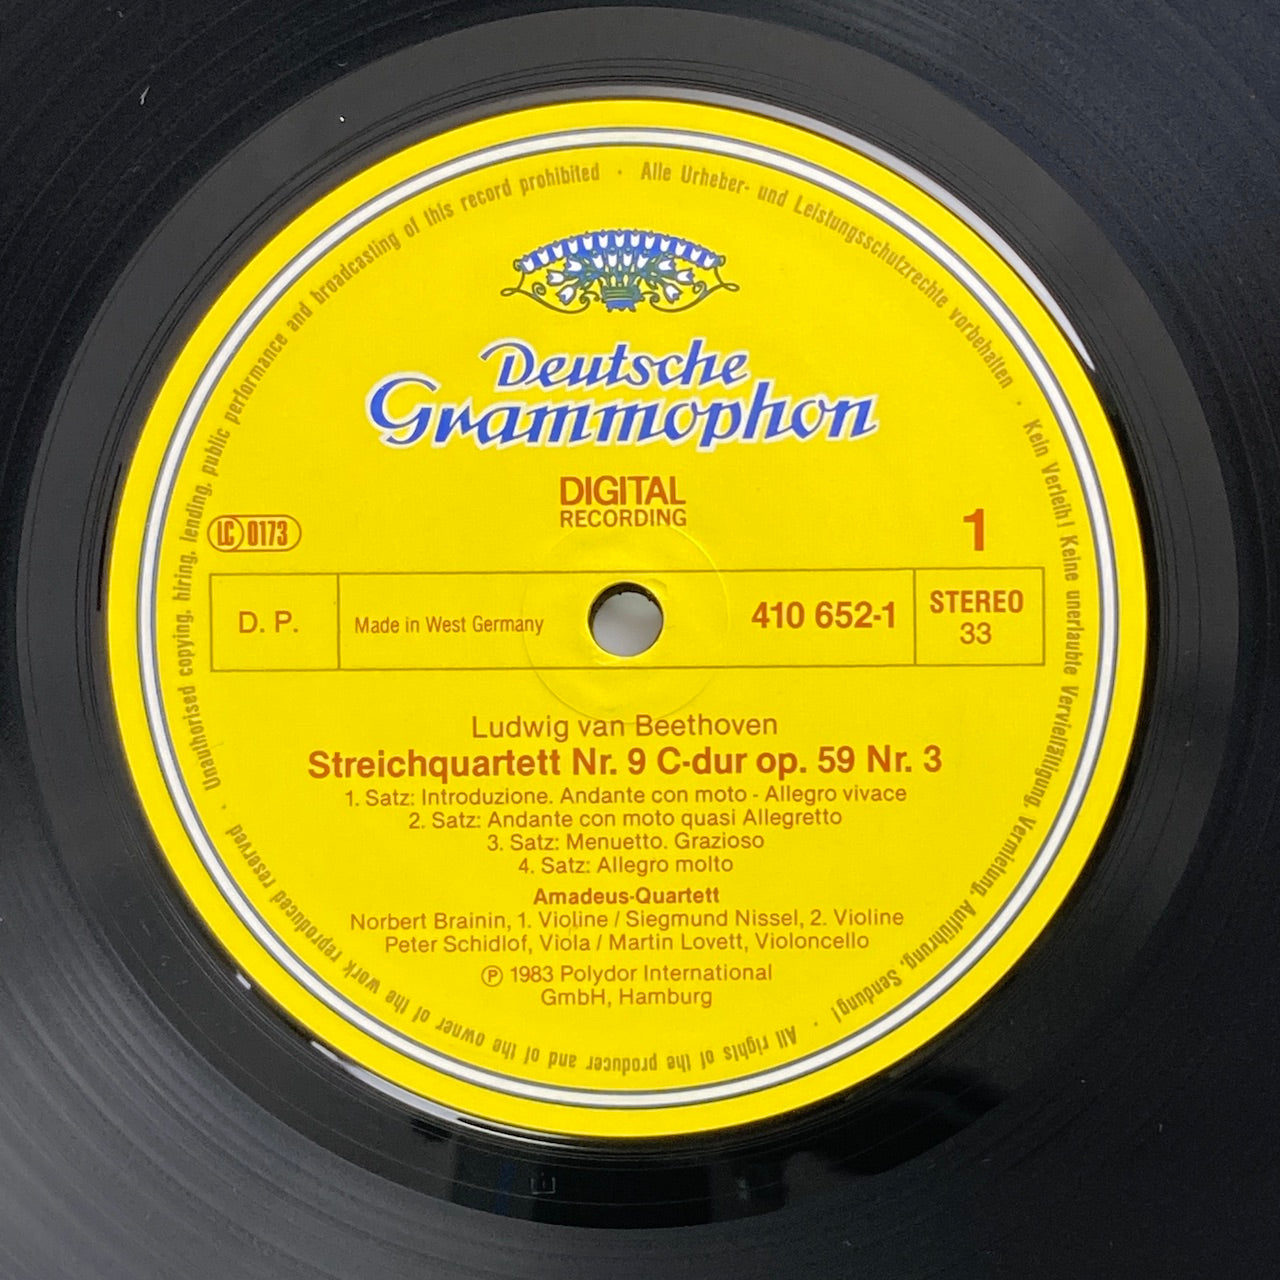 Alle Urheber- und Leistungsschutzrechte vorbehalten · Kein Verleih! Keine unerlaubte Vervielfältigung, Vermietung, Aufführung, Sendung! · All rights of the producer and of the owner of the work reproduced reserved · Unauthorised copying, hiring, lending, public performance and broadcasting of this record prohibited ·
Deutsche
Grammophon
DIGITAL
RECORDING
LC 0173
1
D. P.
Made in West Germany
410 652-1
STEREO
33
Ludwig van Beethoven
Streichquartett Nr. 9 C-dur op. 59 Nr. 3
1. Satz: Introduzione. Andante con moto - Allegro vivace
2. Satz: Andante con moto quasi Allegretto
3. Satz: Menuetto. Grazioso
4. Satz: Allegro molto
Amadeus-Quartett
Norbert Brainin, 1. Violine / Siegmund Nissel, 2. Violine
Peter Schidlof, Viola / Martin Lovett, Violoncello
℗ 1983 Polydor International
GmbH, Hamburg